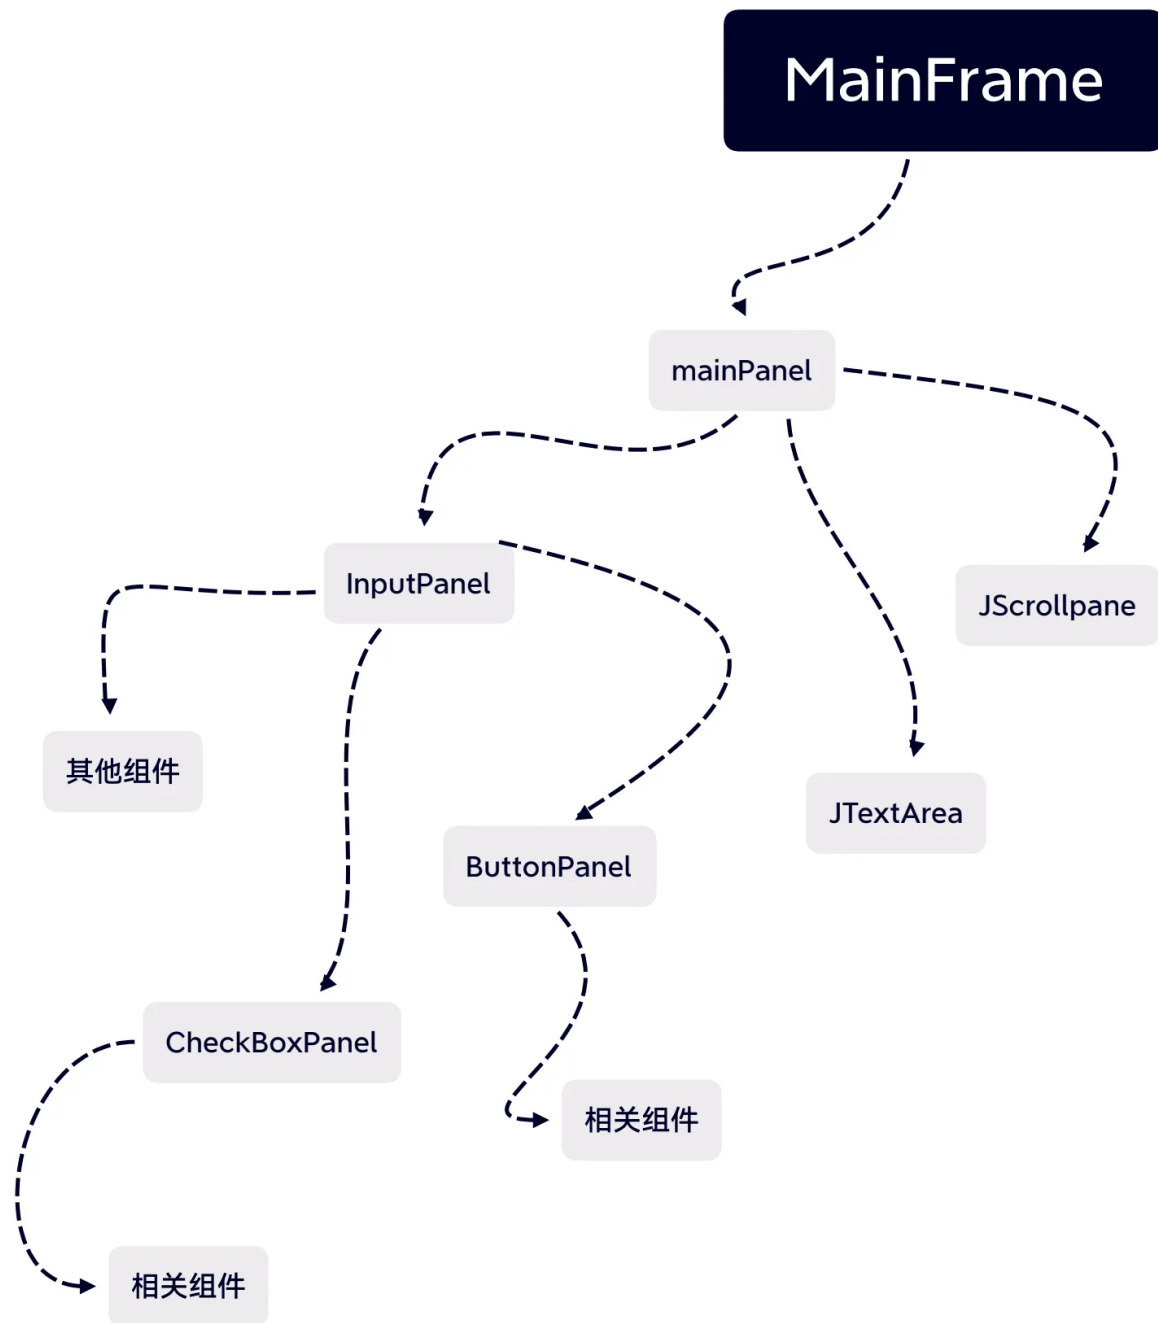 MainFrame
mainPanel
InputPanel
JScrollpane
其他组件
JTextArea
ButtonPanel
CheckBoxPanel
相关组件
相关组件